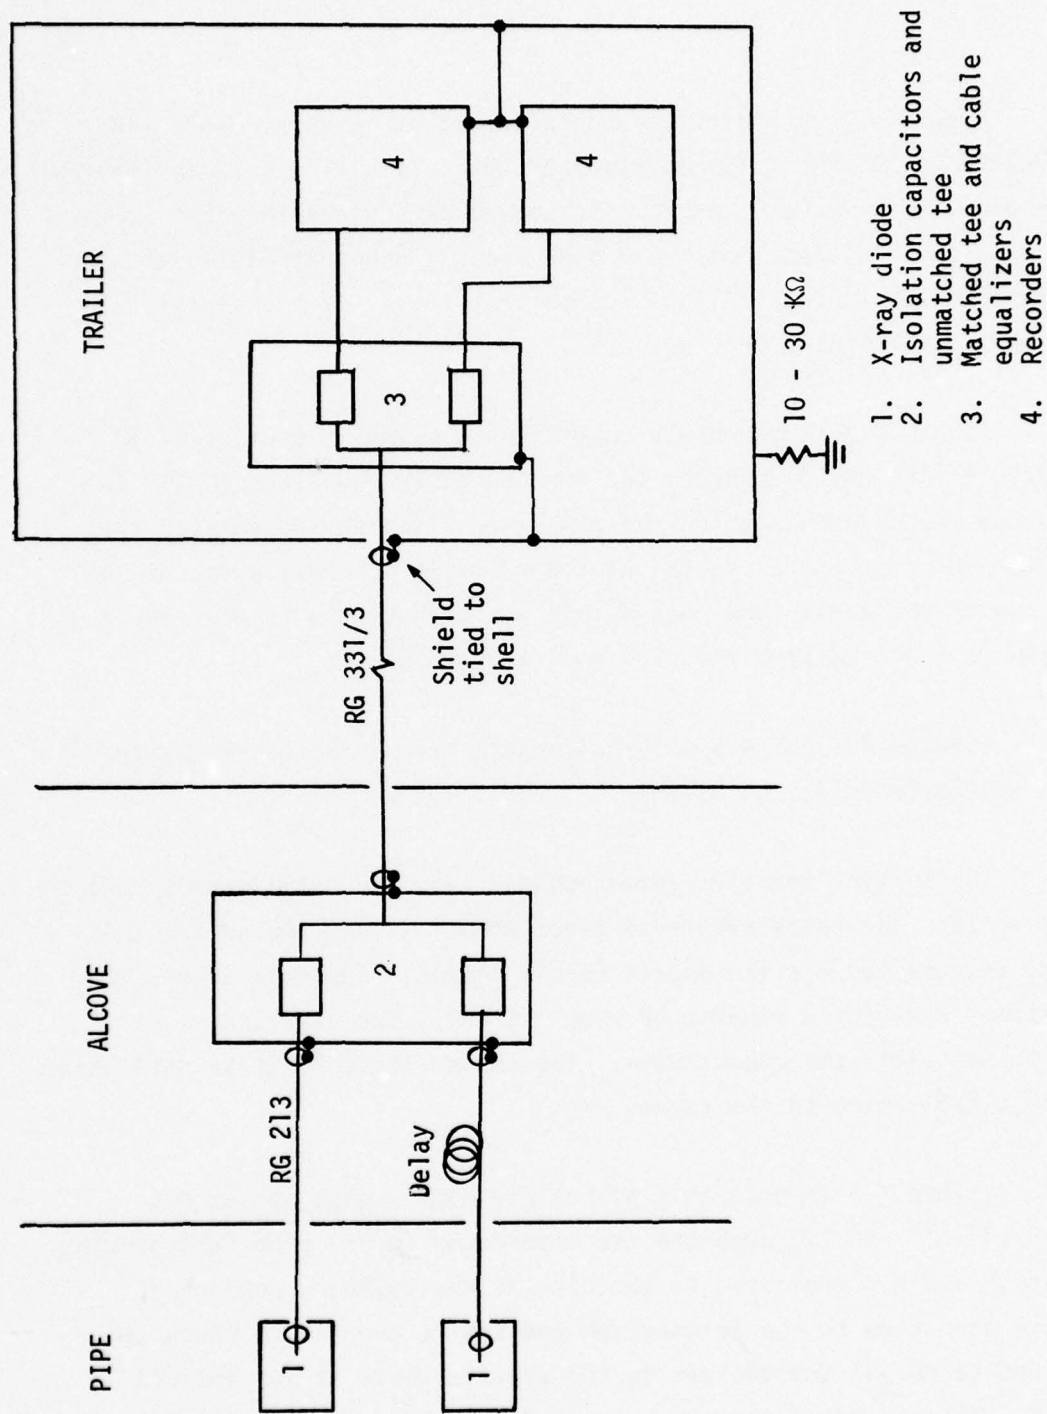 PIPE
ALCOVE
TRAILER
1
1
RG 213
Delay
2
RG 331/3
Shield
tied to
shell
3
4
4
10 - 30 KΩ
1. X-ray diode
2. Isolation capacitors and
unmatched tee
3. Matched tee and cable
equalizers
4. Recorders